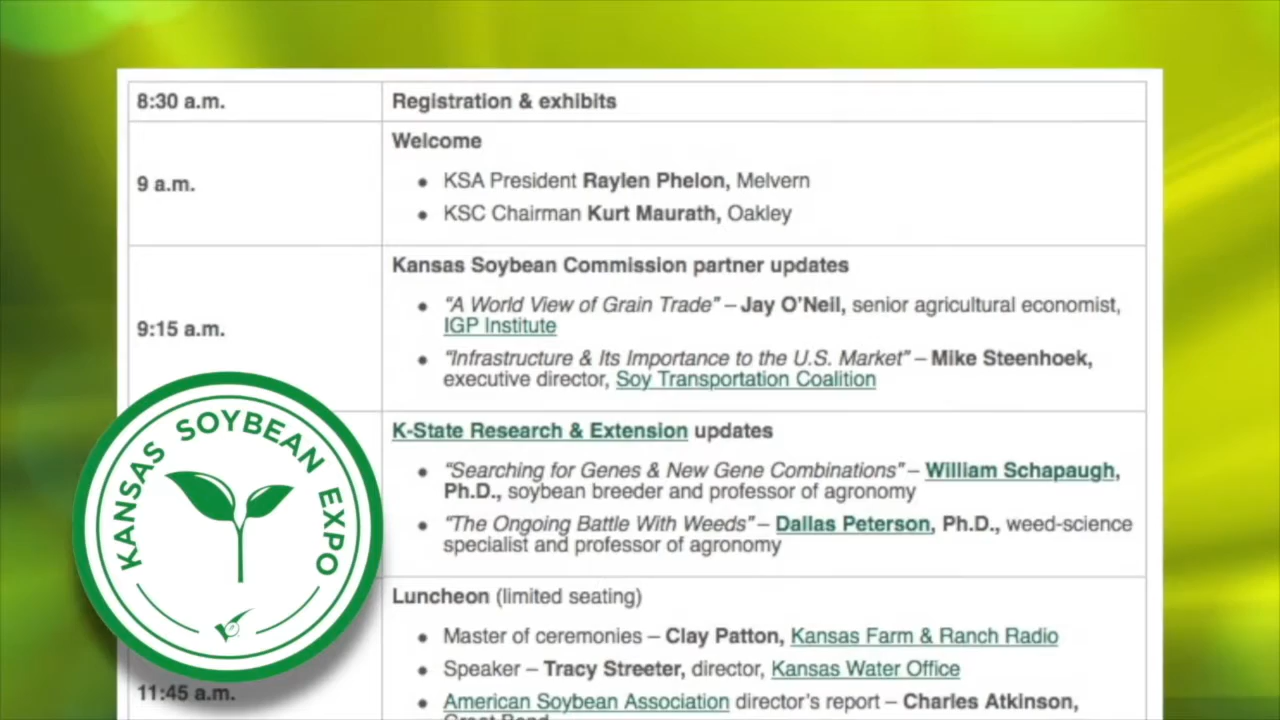 8:30 a.m.
Registration & exhibits
9 a.m.
Welcome
• KSA President Raylen Phelon, Melvern
• KSC Chairman Kurt Maurath, Oakley
9:15 a.m.
Kansas Soybean Commission partner updates
• “A World View of Grain Trade” – Jay O’Neil, senior agricultural economist,
IGP Institute
• “Infrastructure & Its Importance to the U.S. Market” – Mike Steenhoek,
executive director, Soy Transportation Coalition
K-State Research & Extension updates
• “Searching for Genes & New Gene Combinations” – William Schapaugh,
Ph.D., soybean breeder and professor of agronomy
• “The Ongoing Battle With Weeds” – Dallas Peterson, Ph.D., weed-science
specialist and professor of agronomy
11:45 a.m.
Luncheon (limited seating)
• Master of ceremonies – Clay Patton, Kansas Farm & Ranch Radio
• Speaker – Tracy Streeter, director, Kansas Water Office
• American Soybean Association director’s report – Charles Atkinson,
Great Bend
KANSAS SOYBEAN EXPO